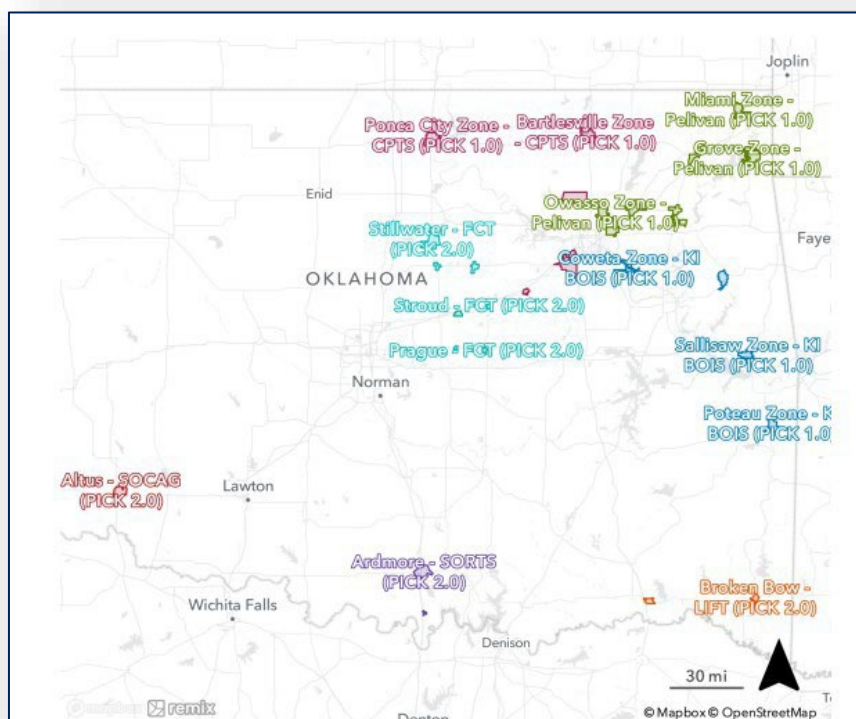 Joplin
Miami Zone -
Pelivan (PICK 1.0)
Ponca City Zone -
CPTS (PICK 1.0)
Bartlesville Zone
- CPTS (PICK 1.0)
Grove Zone -
Pelivan (PICK 1.0)
Enid
Owasso Zone -
Pelivan (PICK 1.0)
Stillwater - FCT
(PICK 2.0)
Faye
Coweta Zone - KI
BOIS (PICK 1.0)
OKLAHOMA
Stroud - FCT (PICK 2.0)
Prague - FCT (PICK 2.0)
Sallisaw Zone - KI
BOIS (PICK 1.0)
Norman
Poteau Zone - K
BOIS (PICK 1.0
Altus - SOCAG
(PICK 2.0)
Lawton
Ardmore - SORTS
(PICK 2.0)
Broken Bow -
LIFT (PICK 2.0)
Wichita Falls
Denison
30 mi
mapbox remix
© Mapbox © OpenStreetMap
Denton